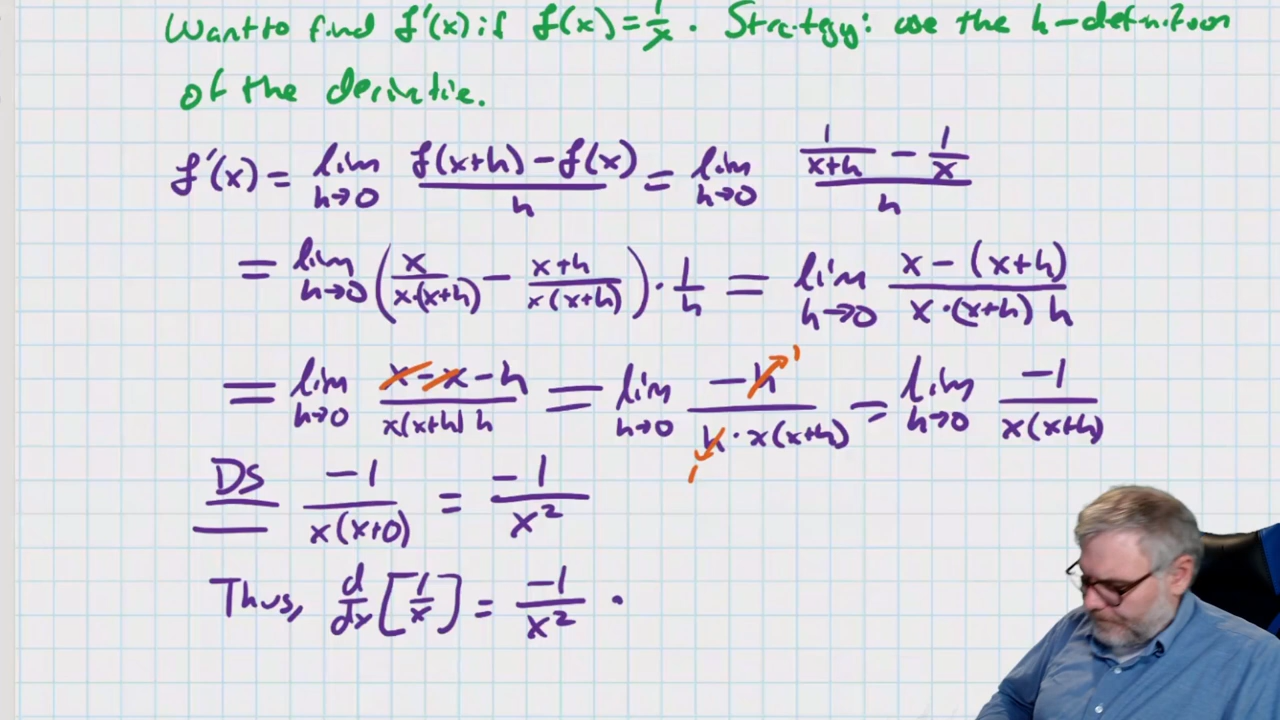 Want to find f'(x) if f(x) = 1/x. Strategy: use the h-definition
of the derivative.
f'(x) = lim h→0 (f(x+h) - f(x))/h = lim h→0 (1/(x+h) - 1/x)/h
= lim h→0 (x/(x·(x+h)) - (x+h)/(x(x+h))) · 1/h = lim h→0 (x - (x+h))/(x·(x+h) h)
= lim h→0 (x - x - h)/(x(x+h) h) = lim h→0 (-h 1)/(h 1 · x(x+h)) = lim h→0 -1/(x(x+h))
DS = -1/(x(x+0)) = -1/x²
Thus, d/dx [1/x] = -1/x².